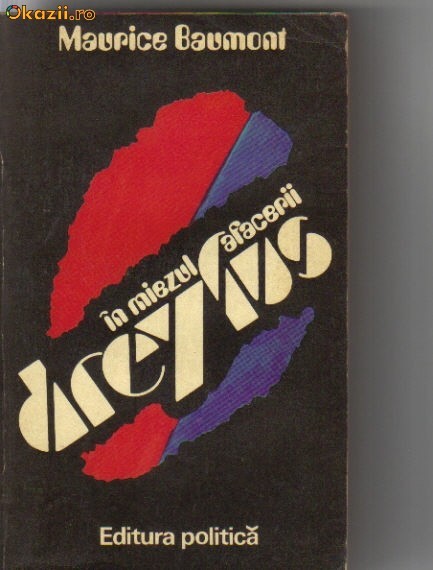 Okazii.ro
Maurice Baumont
în miezul afacerii
dreyfus
Editura politică